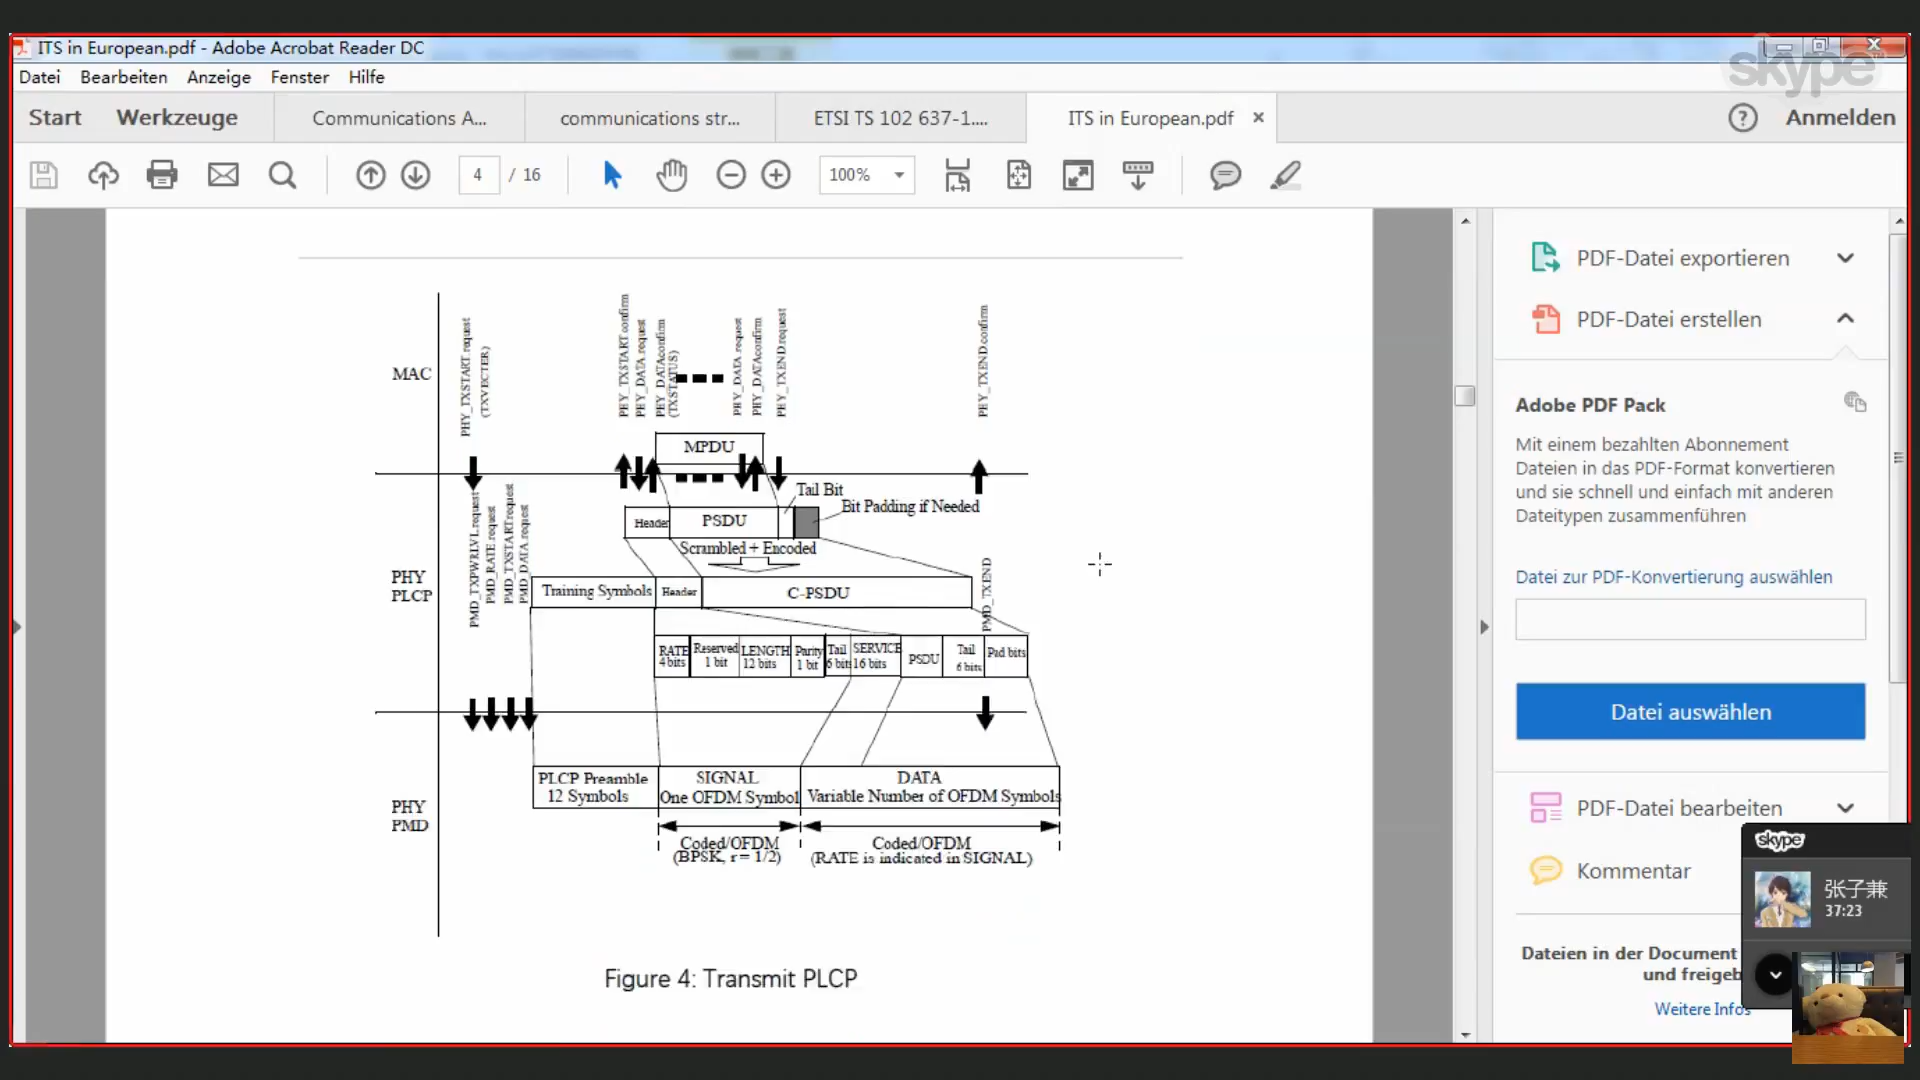 ITS in European.pdf - Adobe Acrobat Reader DC
skype
Datei Bearbeiten Anzeige Fenster Hilfe
Start Werkzeuge Communications A... communications str... ETSI TS 102 637-1.... ITS in European.pdf × ? Anmelden
4 / 16 100%
MAC
PHY_TXSTART.request
(TXVECTER)
PHY_TXSTART.confirm
PHY_DATA.request
PHY_DATAconfirm
(TXSTATUS)
PHY_DATA.request
PHY_DATAconfirm
PHY_TXEND.request
PHY_TXEND.confirm
MPDU
Tail Bit
Header PSDU Bit Padding if Needed
Scrambled + Encoded
PHY
PLCP
PMD_TXPWRLVL.request
PMD_RATE.request
PMD_TXSTART.request
PMD_DATA.request
Training Symbols Header C-PSDU
PMD_TXEND
RATE
4 bits
Reserved
1 bit
LENGTH
12 bits
Parity
1 bit
Tail
6 bits
SERVICE
16 bits
PSDU
Tail
6 bits
Pad bits
PHY
PMD
PLCP Preamble
12 Symbols
SIGNAL
One OFDM Symbol
DATA
Variable Number of OFDM Symbols
Coded/OFDM
(BPSK, r = 1/2)
Coded/OFDM
(RATE is indicated in SIGNAL)
Figure 4: Transmit PLCP
PDF-Datei exportieren
PDF-Datei erstellen
Adobe PDF Pack
Mit einem bezahlten Abonnement
Dateien in das PDF-Format konvertieren
und sie schnell und einfach mit anderen
Dateitypen zusammenführen
Datei zur PDF-Konvertierung auswählen
Datei auswählen
PDF-Datei bearbeiten
Kommentar
Dateien in der Document
und freigeb
Weitere Infos
skype
张子兼
37:23